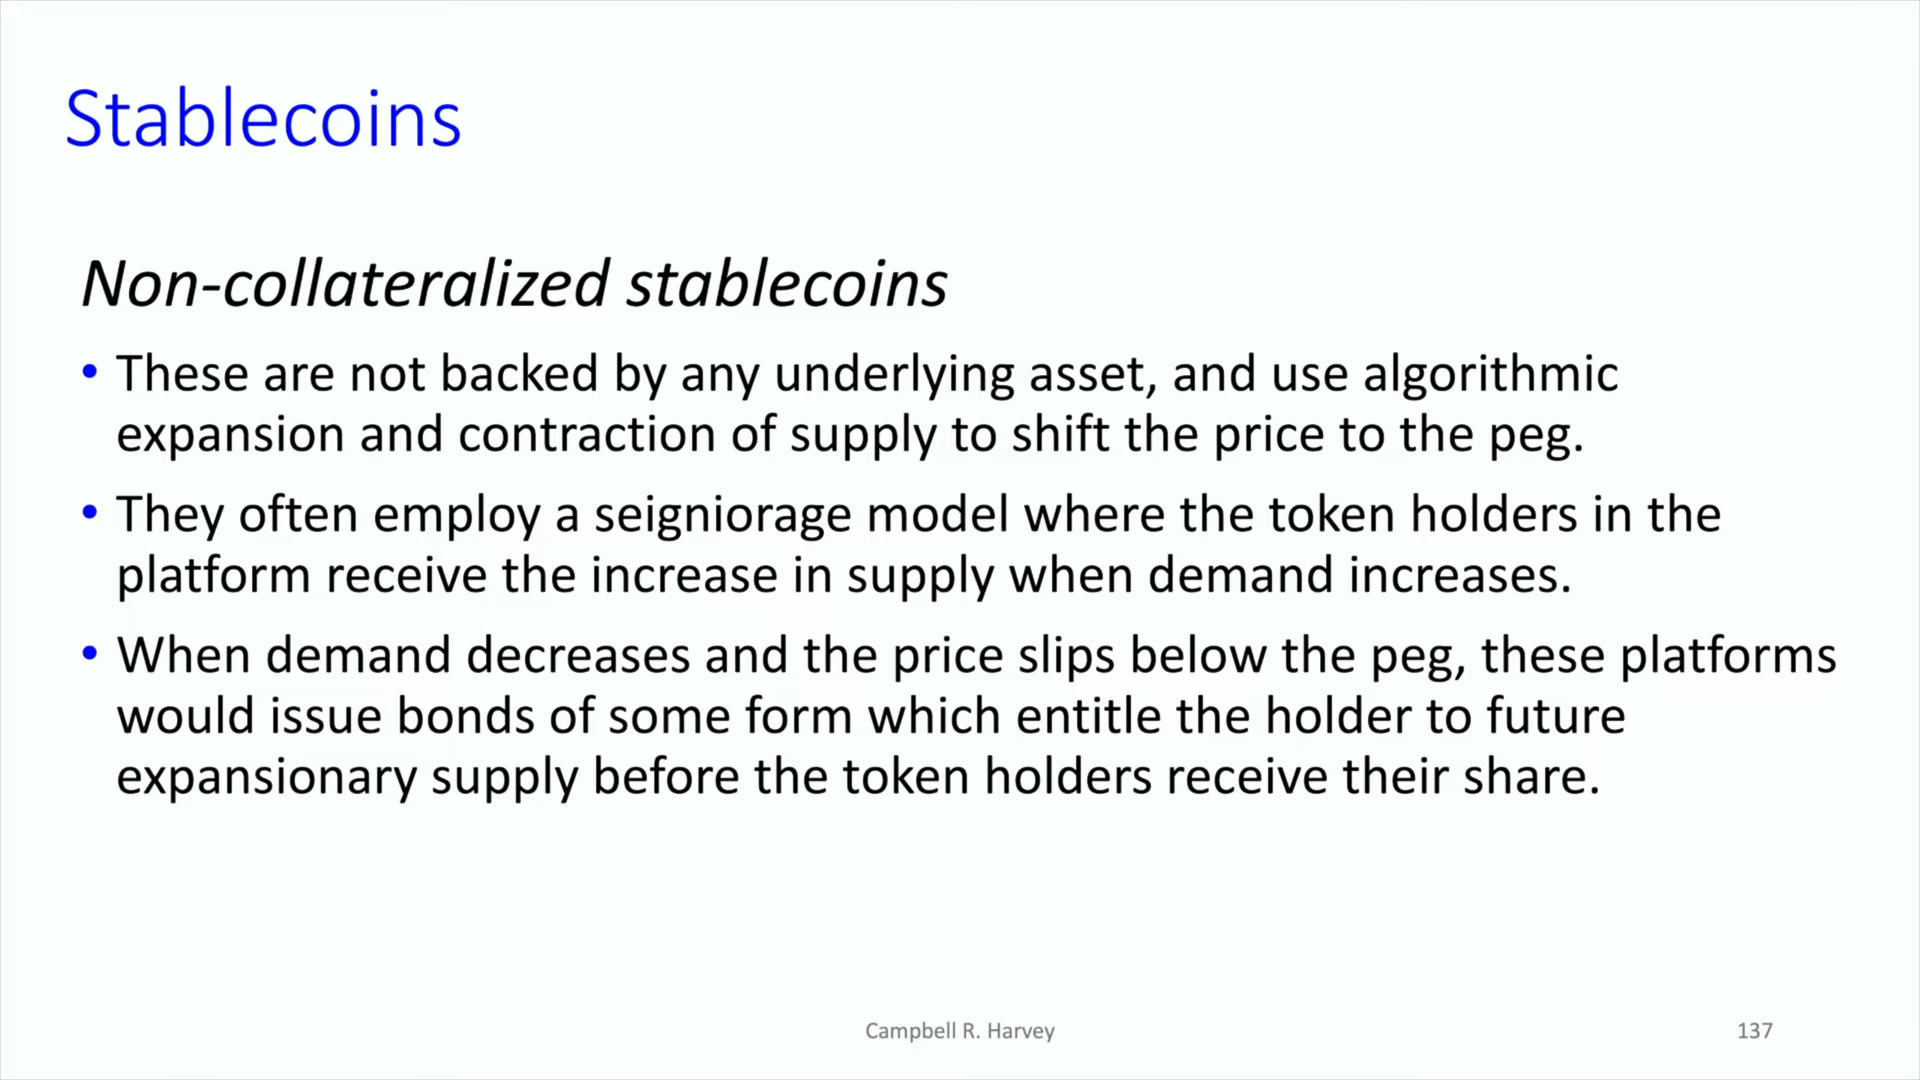 Stablecoins
Non-collateralized stablecoins
• These are not backed by any underlying asset, and use algorithmic
expansion and contraction of supply to shift the price to the peg.
• They often employ a seigniorage model where the token holders in the
platform receive the increase in supply when demand increases.
• When demand decreases and the price slips below the peg, these platforms
would issue bonds of some form which entitle the holder to future
expansionary supply before the token holders receive their share.
Campbell R. Harvey
137